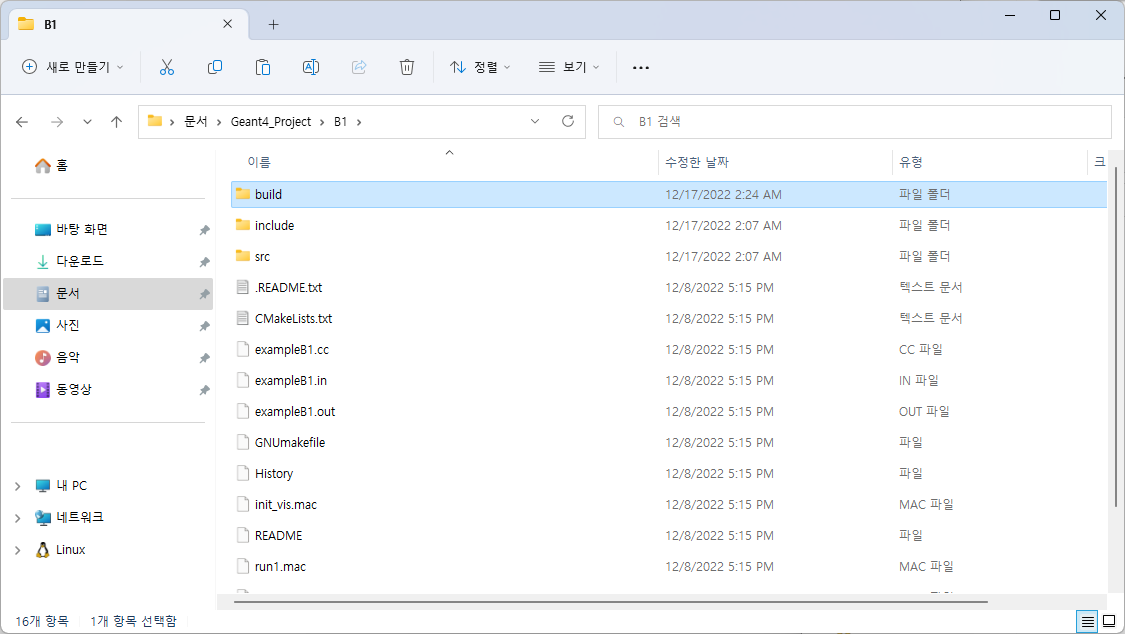 B1
새로 만들기
정렬
보기
문서 Geant4_Project B1
B1 검색
홈
바탕 화면
다운로드
문서
사진
음악
동영상
내 PC
네트워크
Linux
이름 수정한 날짜 유형 크
build 12/17/2022 2:24 AM 파일 폴더
include 12/17/2022 2:07 AM 파일 폴더
src 12/17/2022 2:07 AM 파일 폴더
.README.txt 12/8/2022 5:15 PM 텍스트 문서
CMakeLists.txt 12/8/2022 5:15 PM 텍스트 문서
exampleB1.cc 12/8/2022 5:15 PM CC 파일
exampleB1.in 12/8/2022 5:15 PM IN 파일
exampleB1.out 12/8/2022 5:15 PM OUT 파일
GNUmakefile 12/8/2022 5:15 PM 파일
History 12/8/2022 5:15 PM 파일
init_vis.mac 12/8/2022 5:15 PM MAC 파일
README 12/8/2022 5:15 PM 파일
run1.mac 12/8/2022 5:15 PM MAC 파일
16개 항목 1개 항목 선택함